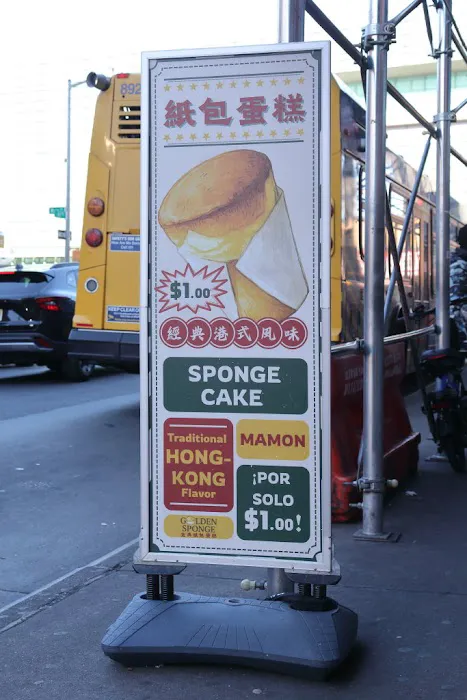 892
紙包蛋糕
$1.00
經典港式風味
SPONGE
CAKE
Traditional
HONG-
KONG
Flavor
MAMON
¡POR
SOLO
$1.00!
GOLDEN
SPONGE